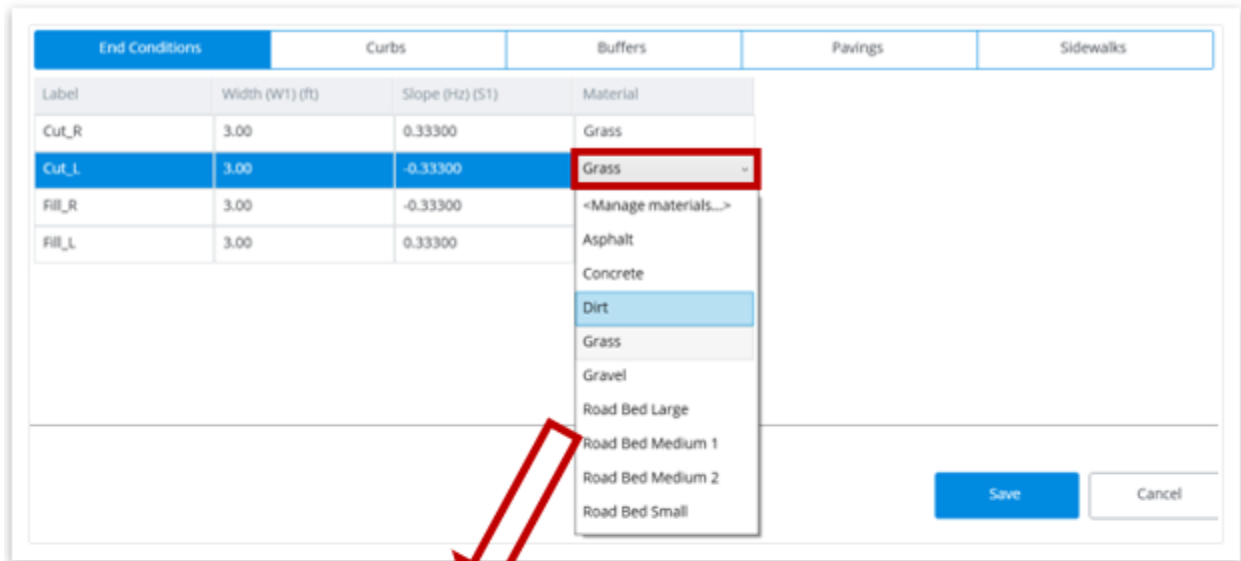 End Conditions Curbs Buffers Pavings Sidewalks
Label Width (W1) (ft) Slope (Hz) (S1) Material
Cut_R 3.00 0.33300 Grass
Cut_L 3.00 -0.33300 Grass
Fill_R 3.00 -0.33300 <Manage materials...>
Fill_L 3.00 0.33300 Asphalt
Concrete
Dirt
Grass
Gravel
Road Bed Large
Road Bed Medium 1
Road Bed Medium 2
Road Bed Small
Save Cancel